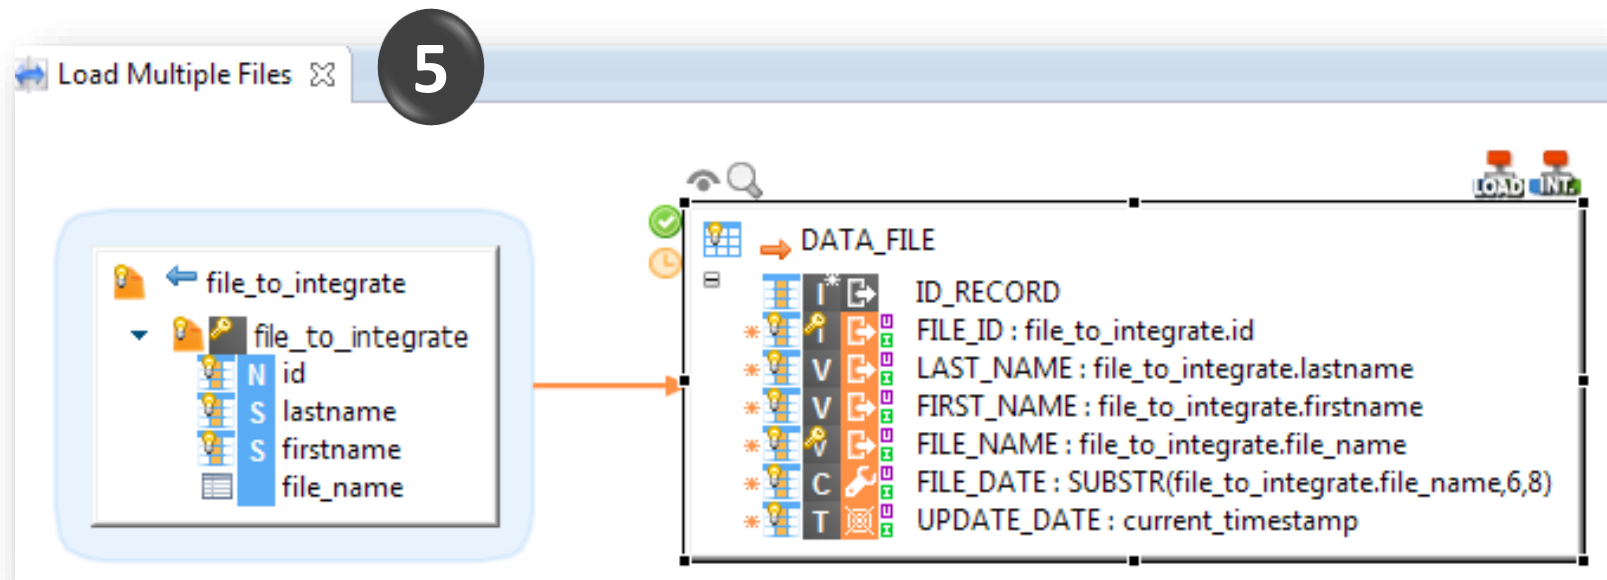 Load Multiple Files
5
LOAD INT.
file_to_integrate
file_to_integrate
N id
S lastname
S firstname
file_name
DATA_FILE
I* ID_RECORD
I U I FILE_ID : file_to_integrate.id
V U I LAST_NAME : file_to_integrate.lastname
V U I FIRST_NAME : file_to_integrate.firstname
V U I FILE_NAME : file_to_integrate.file_name
C U I FILE_DATE : SUBSTR(file_to_integrate.file_name,6,8)
T U I UPDATE_DATE : current_timestamp